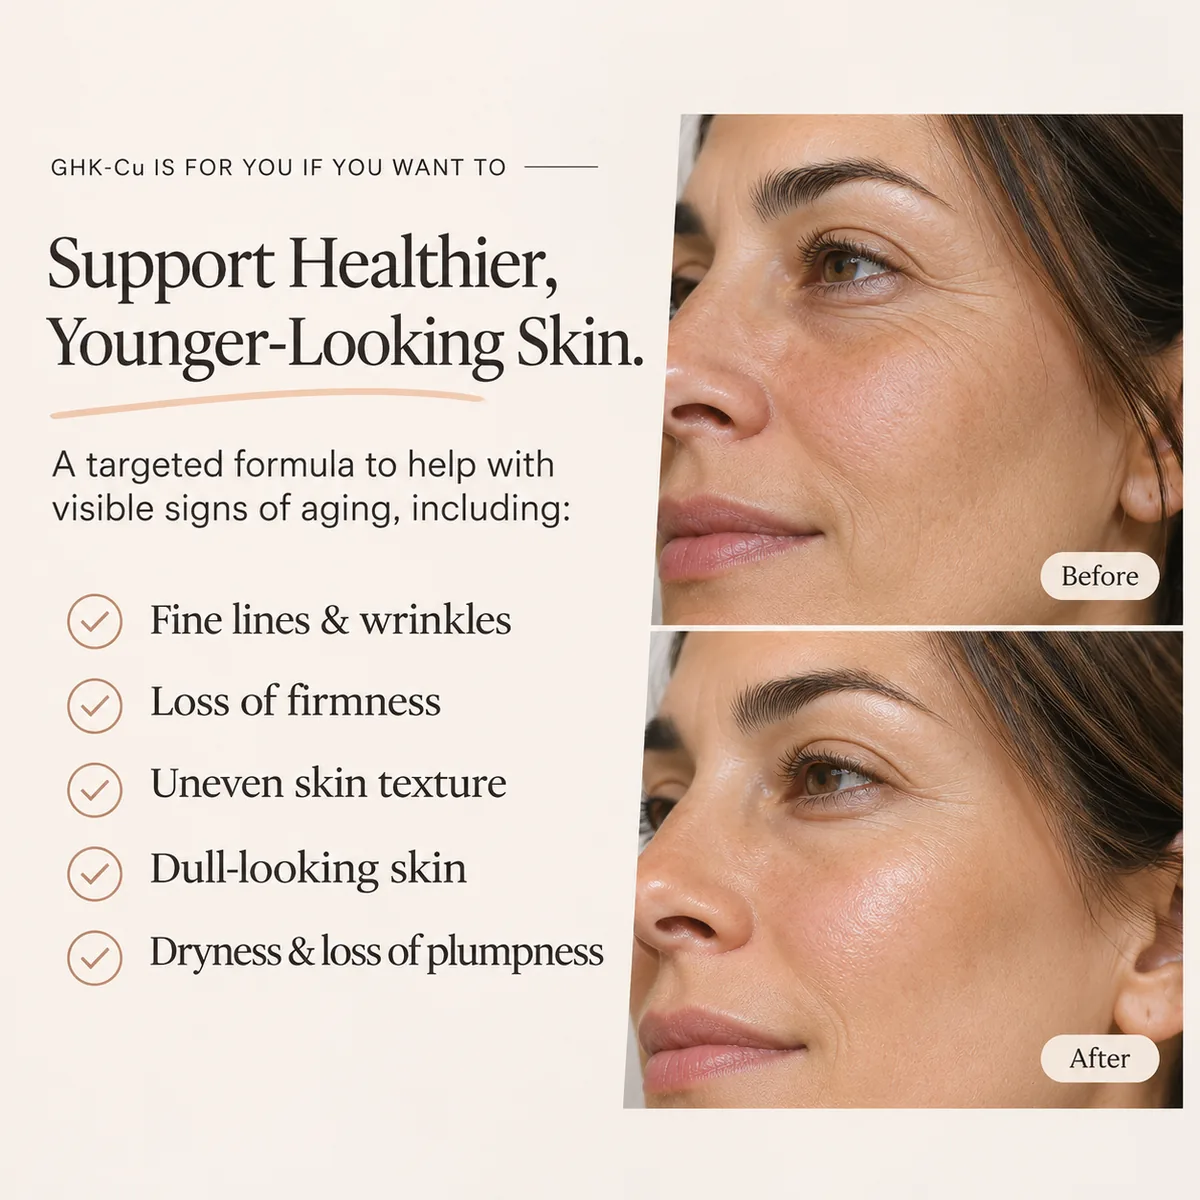 GHK-Cu IS FOR YOU IF YOU WANT TO
Support Healthier,
Younger-Looking Skin.
A targeted formula to help with
visible signs of aging, including:
Fine lines & wrinkles
Loss of firmness
Uneven skin texture
Dull-looking skin
Dryness & loss of plumpness
Before
After